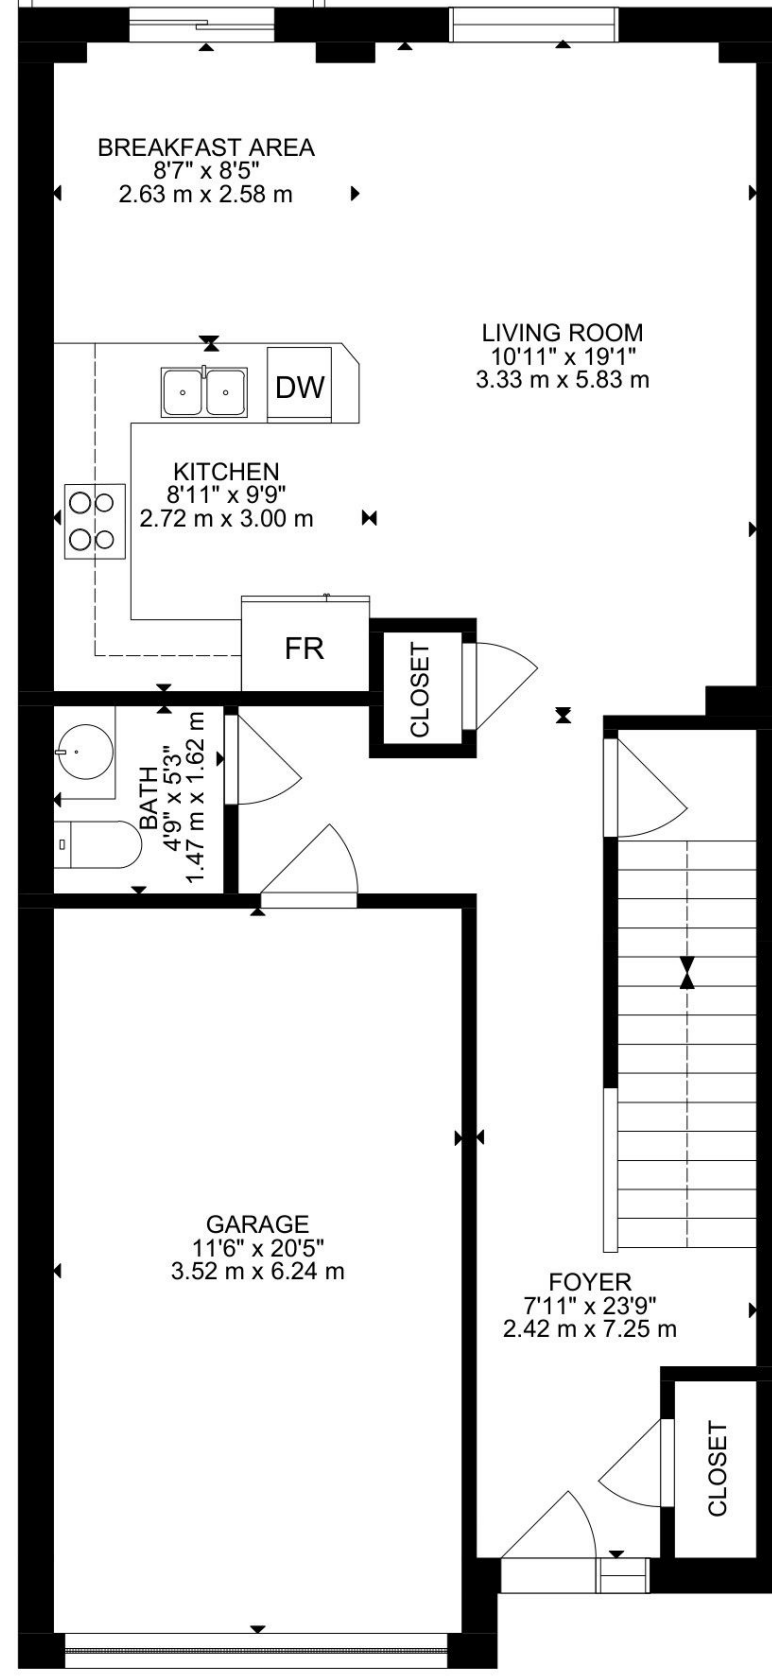 BREAKFAST AREA
8'7" x 8'5"
2.63 m x 2.58 m
LIVING ROOM
10'11" x 19'1"
3.33 m x 5.83 m
DW
KITCHEN
8'11" x 9'9"
2.72 m x 3.00 m
FR
CLOSET
BATH
4'9" x 5'3"
1.47 m x 1.62 m
GARAGE
11'6" x 20'5"
3.52 m x 6.24 m
FOYER
7'11" x 23'9"
2.42 m x 7.25 m
CLOSET